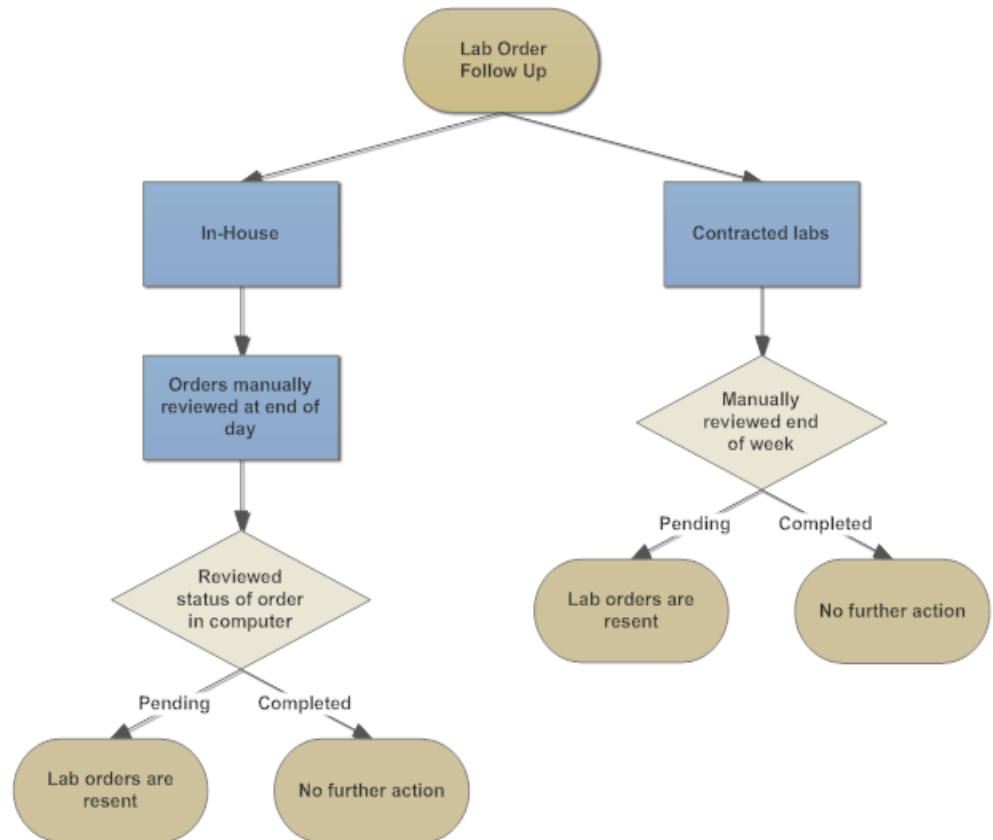 Lab Order
Follow Up
In-House
Contracted labs
Orders manually
reviewed at end of
day
Manually
reviewed end
of week
Pending
Completed
Reviewed
status of order
in computer
Lab orders are
resent
No further action
Pending
Completed
Lab orders are
resent
No further action